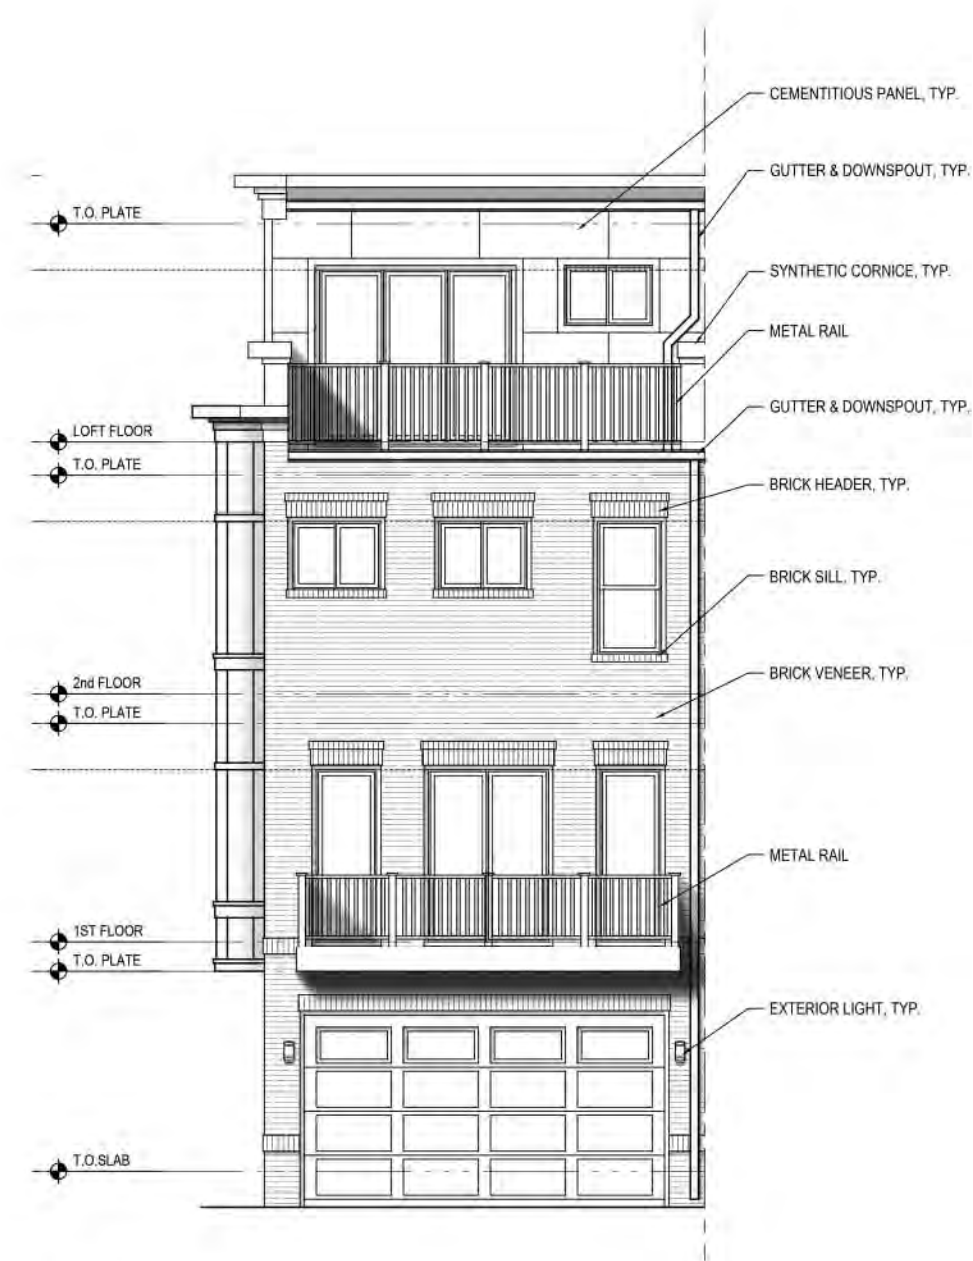 CEMENTITIOUS PANEL, TYP.
GUTTER & DOWNSPOUT, TYP.
T.O. PLATE
SYNTHETIC CORNICE, TYP.
METAL RAIL
GUTTER & DOWNSPOUT, TYP.
LOFT FLOOR
T.O. PLATE
BRICK HEADER, TYP.
BRICK SILL, TYP.
BRICK VENEER, TYP.
2nd FLOOR
T.O. PLATE
METAL RAIL
1ST FLOOR
T.O. PLATE
EXTERIOR LIGHT, TYP.
T.O.SLAB